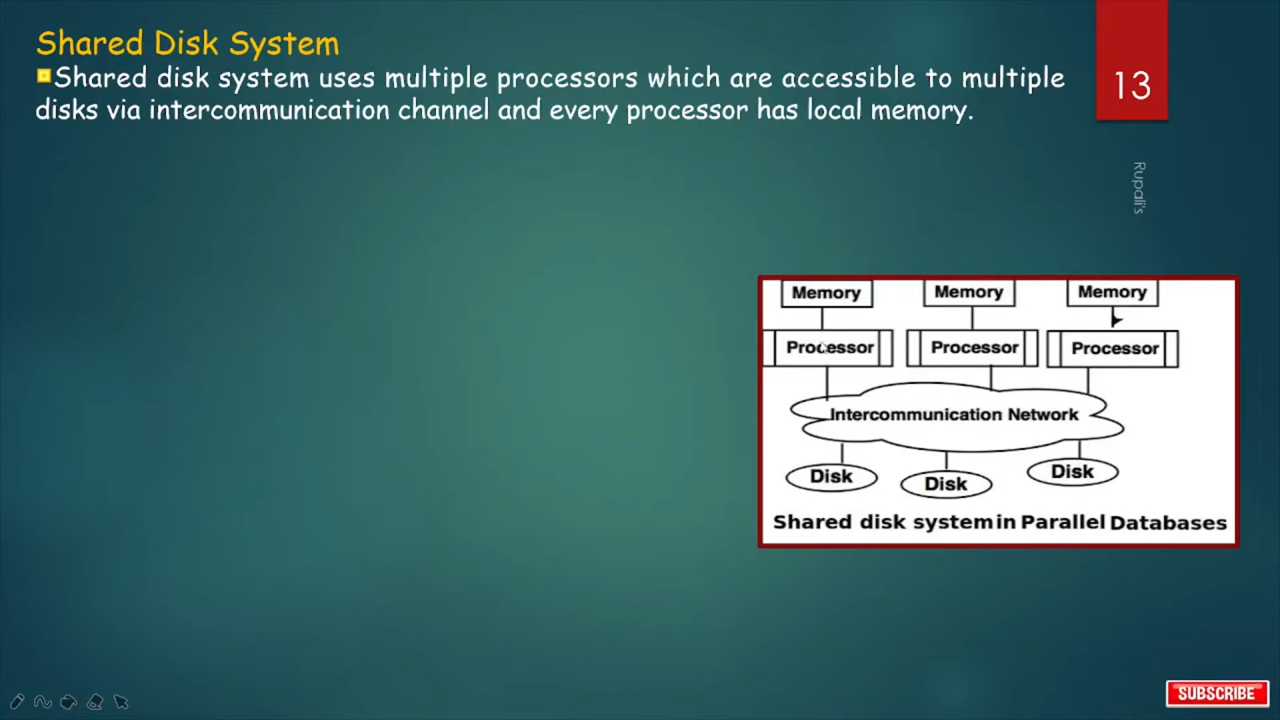 Shared Disk System
Shared disk system uses multiple processors which are accessible to multiple
disks via intercommunication channel and every processor has local memory.
13
Rupali's
Memory Memory Memory
Processor Processor Processor
Intercommunication Network
Disk Disk Disk
Shared disk system in Parallel Databases
SUBSCRIBE